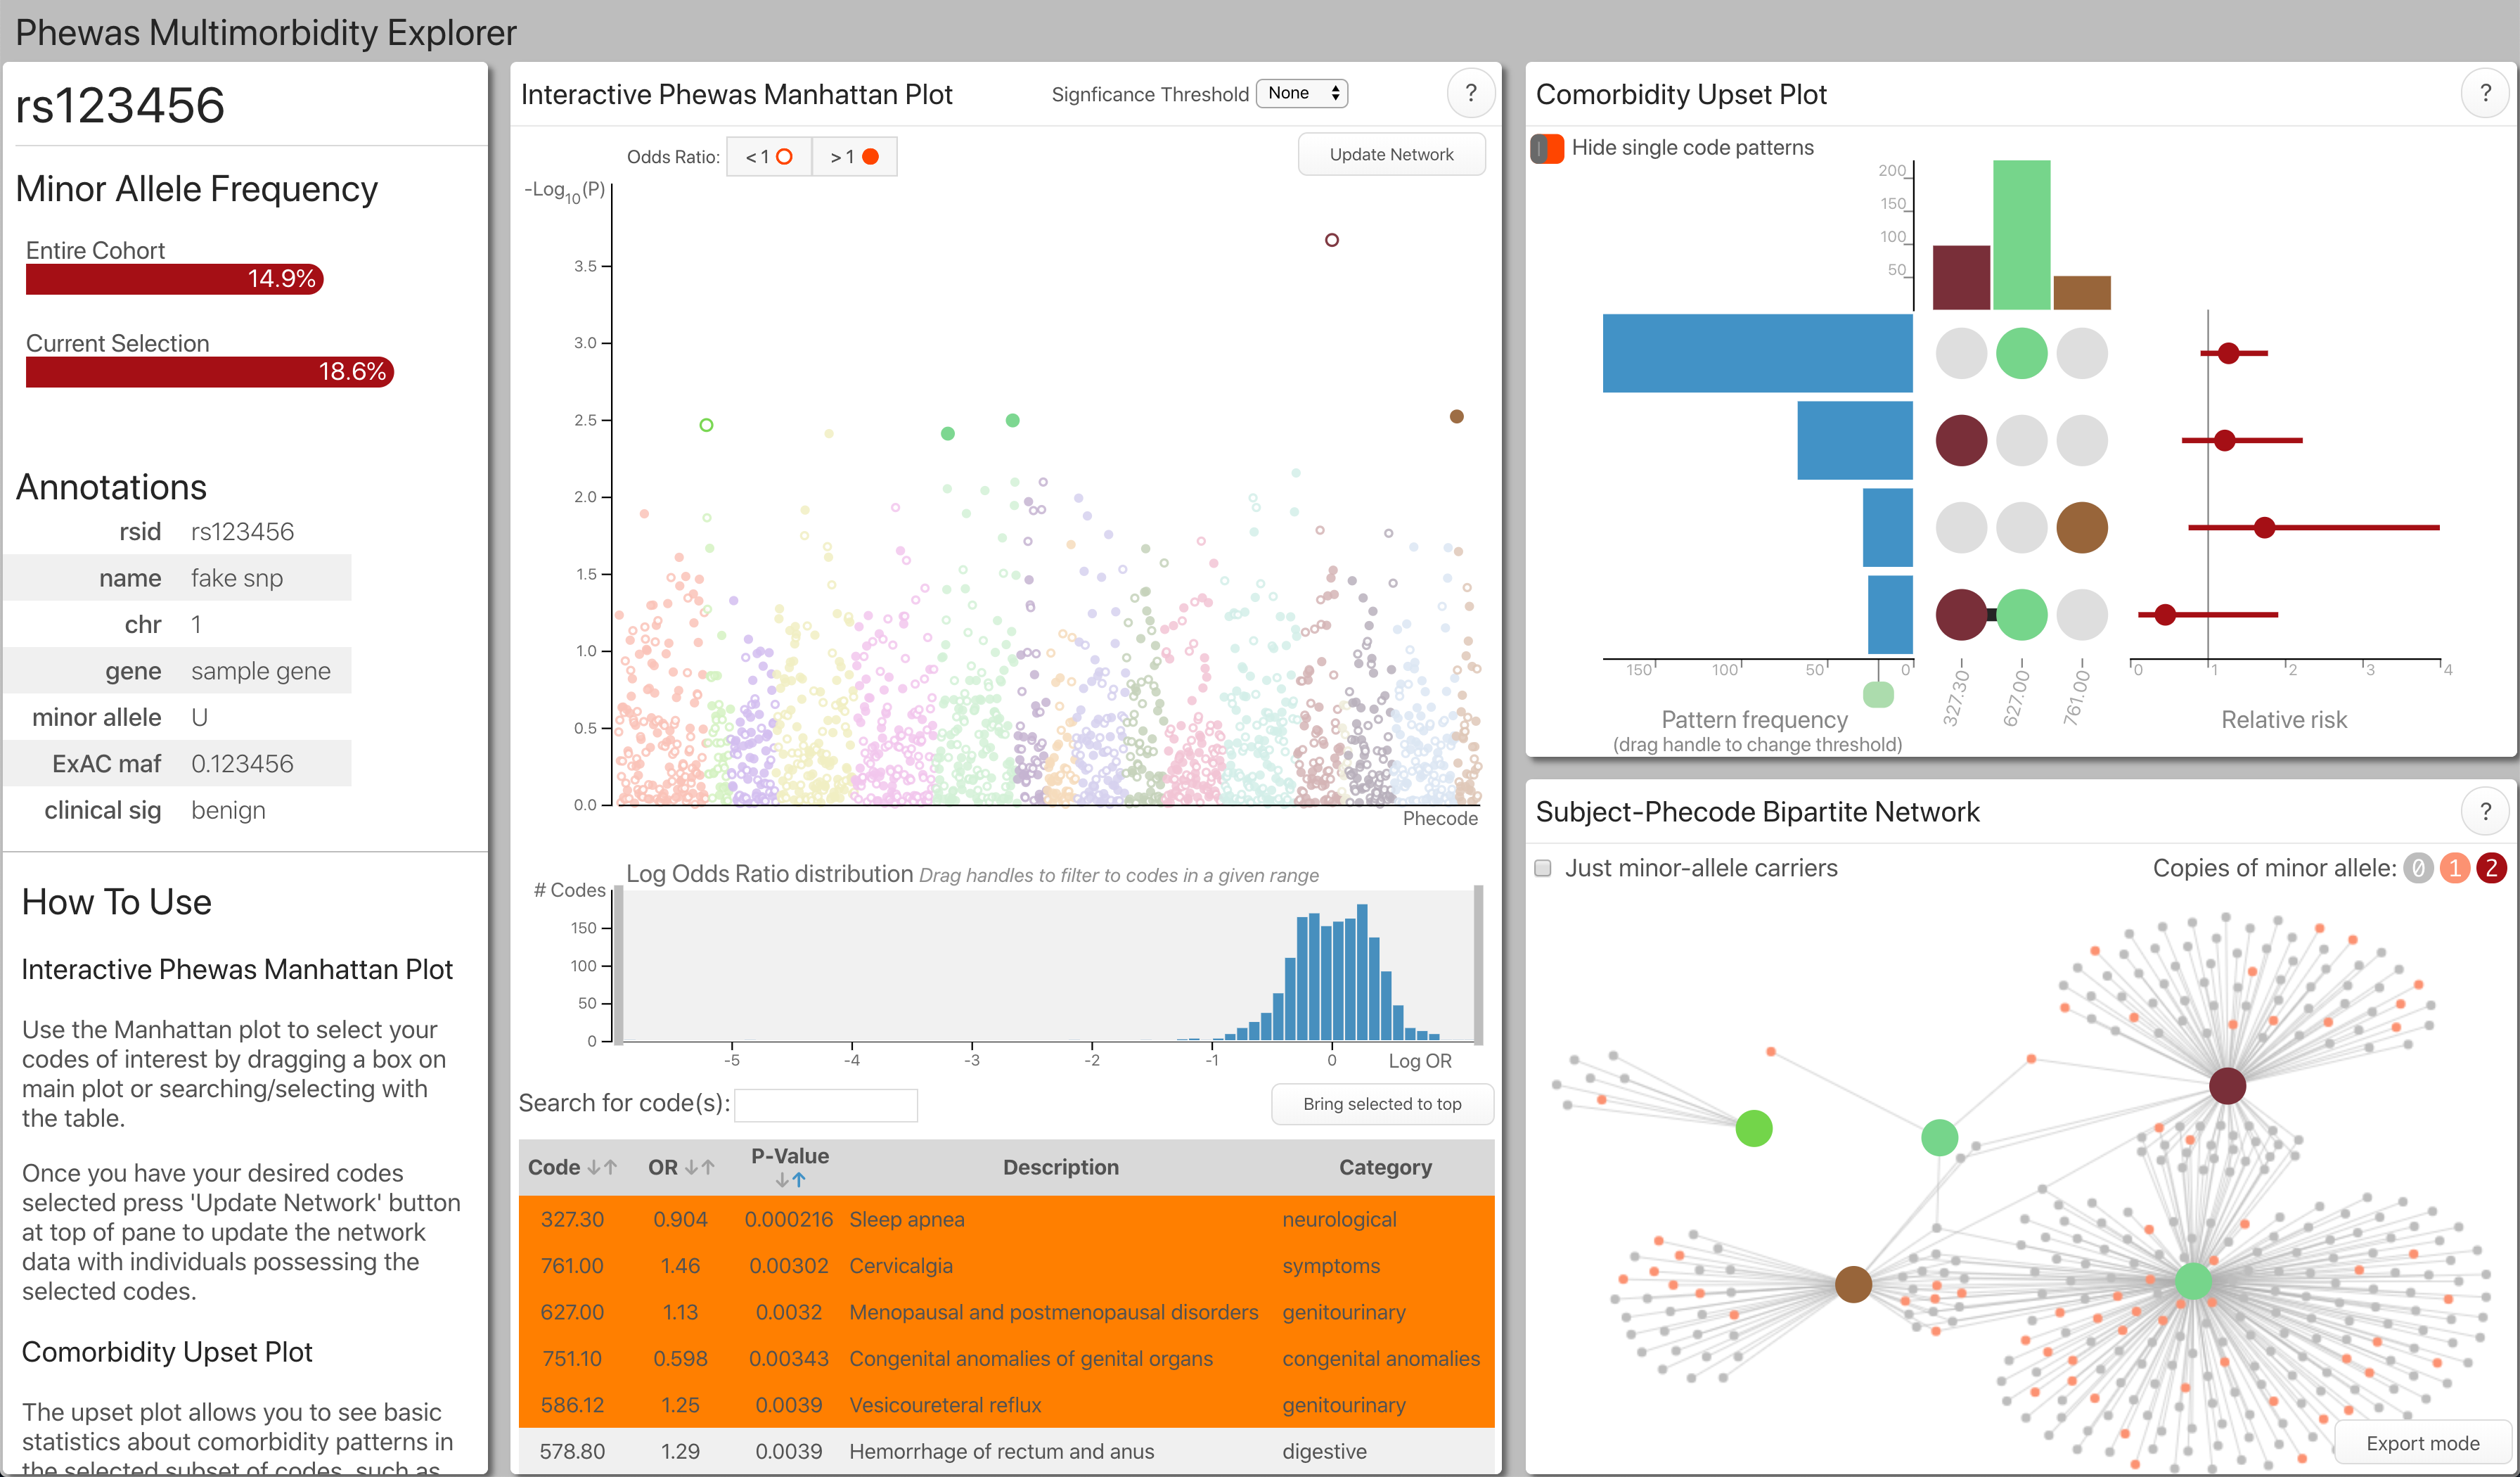 Phewas Multimorbidity Explorer
rs123456
Minor Allele Frequency
Entire Cohort
14.9%
Current Selection
18.6%
Annotations
rsid rs123456
name fake snp
chr 1
gene sample gene
minor allele U
ExAC maf 0.123456
clinical sig benign
How To Use
Interactive Phewas Manhattan Plot
Use the Manhattan plot to select your
codes of interest by dragging a box on
main plot or searching/selecting with
the table.
Once you have your desired codes
selected press 'Update Network' button
at top of pane to update the network
data with individuals possessing the
selected codes.
Comorbidity Upset Plot
The upset plot allows you to see basic
statistics about comorbidity patterns in
the selected subset of codes, such as
Interactive Phewas Manhattan Plot
Signficance Threshold None
?
Odds Ratio: < 1 > 1
Update Network
-Log10(P)
3.5
3.0
2.5
2.0
1.5
1.0
0.5
0.0
Phecode
Log Odds Ratio distribution Drag handles to filter to codes in a given range
# Codes
150
100
50
0
-5 -4 -3 -2 -1 0 Log OR
Search for code(s):
Bring selected to top
Code OR P-Value Description Category
327.30 0.904 0.000216 Sleep apnea neurological
761.00 1.46 0.00302 Cervicalgia symptoms
627.00 1.13 0.0032 Menopausal and postmenopausal disorders genitourinary
751.10 0.598 0.00343 Congenital anomalies of genital organs congenital anomalies
586.12 1.25 0.0039 Vesicoureteral reflux genitourinary
578.80 1.29 0.0039 Hemorrhage of rectum and anus digestive
Comorbidity Upset Plot
?
Hide single code patterns
200
150
100
50
150 100 50 0
327.30 627.00 761.00
0 1 2 3 4
Pattern frequency
(drag handle to change threshold)
Relative risk
Subject-Phecode Bipartite Network
?
Just minor-allele carriers
Copies of minor allele: 0 1 2
Export mode